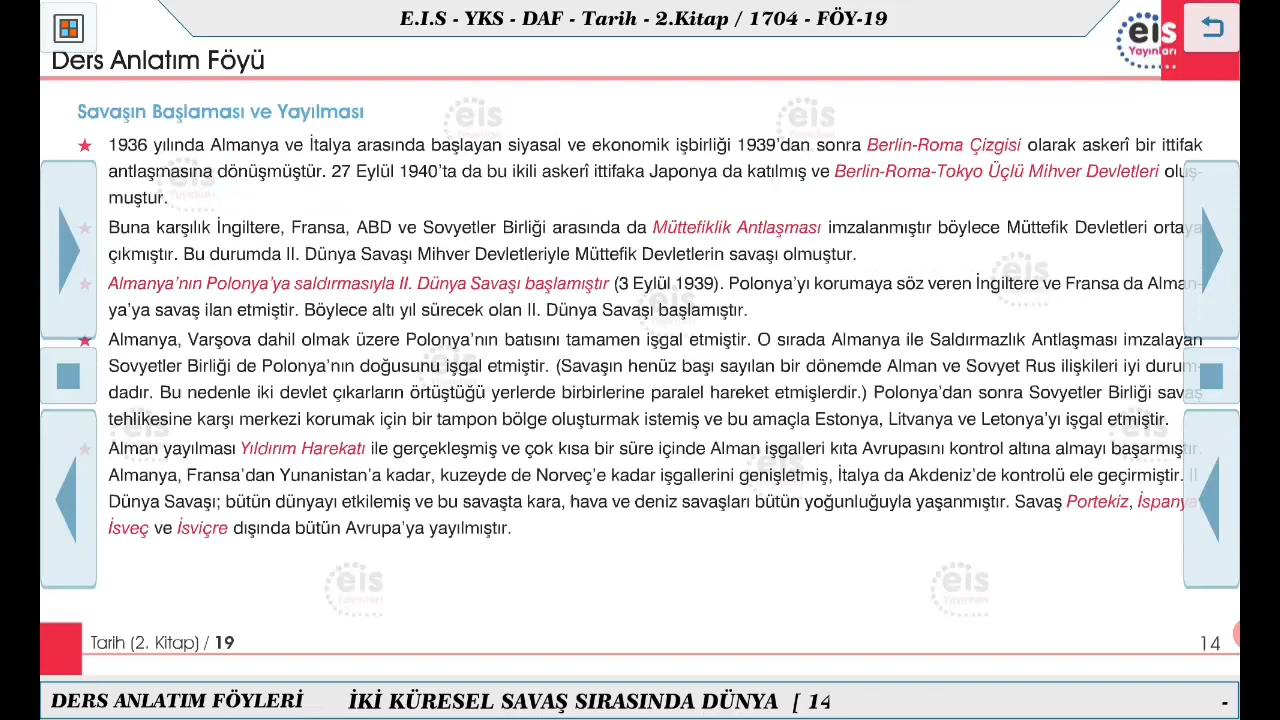 E.I.S - YKS - DAF - Tarih - 2.Kitap / 1704 - FÖY-19
eis
Yayınları
Ders Anlatım Föyü
Savaşın Başlaması ve Yayılması
★ 1936 yılında Almanya ve İtalya arasında başlayan siyasal ve ekonomik işbirliği 1939’dan sonra Berlin-Roma Çizgisi olarak askerî bir ittifak
antlaşmasına dönüşmüştür. 27 Eylül 1940’ta da bu ikili askerî ittifaka Japonya da katılmış ve Berlin-Roma-Tokyo Üçlü Mihver Devletleri oluş-
muştur.
★ Buna karşılık İngiltere, Fransa, ABD ve Sovyetler Birliği arasında da Müttefiklik Antlaşması imzalanmıştır böylece Müttefik Devletleri ortaya
çıkmıştır. Bu durumda II. Dünya Savaşı Mihver Devletleriyle Müttefik Devletlerin savaşı olmuştur.
★ Almanya’nın Polonya’ya saldırmasıyla II. Dünya Savaşı başlamıştır (3 Eylül 1939). Polonya’yı korumaya söz veren İngiltere ve Fransa da Alman-
ya’ya savaş ilan etmiştir. Böylece altı yıl sürecek olan II. Dünya Savaşı başlamıştır.
★ Almanya, Varşova dahil olmak üzere Polonya’nın batısını tamamen işgal etmiştir. O sırada Almanya ile Saldırmazlık Antlaşması imzalayan
Sovyetler Birliği de Polonya’nın doğusunu işgal etmiştir. (Savaşın henüz başı sayılan bir dönemde Alman ve Sovyet Rus ilişkileri iyi durum-
dadır. Bu nedenle iki devlet çıkarların örtüştüğü yerlerde birbirlerine paralel hareket etmişlerdir.) Polonya’dan sonra Sovyetler Birliği savaş
tehlikesine karşı merkezi korumak için bir tampon bölge oluşturmak istemiş ve bu amaçla Estonya, Litvanya ve Letonya’yı işgal etmiştir.
★ Alman yayılması Yıldırım Harekatı ile gerçekleşmiş ve çok kısa bir süre içinde Alman işgalleri kıta Avrupasını kontrol altına almayı başarmıştır.
Almanya, Fransa’dan Yunanistan’a kadar, kuzeyde de Norveç’e kadar işgallerini genişletmiş, İtalya da Akdeniz’de kontrolü ele geçirmiştir. II
Dünya Savaşı; bütün dünyayı etkilemiş ve bu savaşta kara, hava ve deniz savaşları bütün yoğunluğuyla yaşanmıştır. Savaş Portekiz, İspanya
İsveç ve İsviçre dışında bütün Avrupa’ya yayılmıştır.
Tarih (2. Kitap) / 19
14
DERS ANLATIM FÖYLERİ İKİ KÜRESEL SAVAŞ SIRASINDA DÜNYA [ 14 -